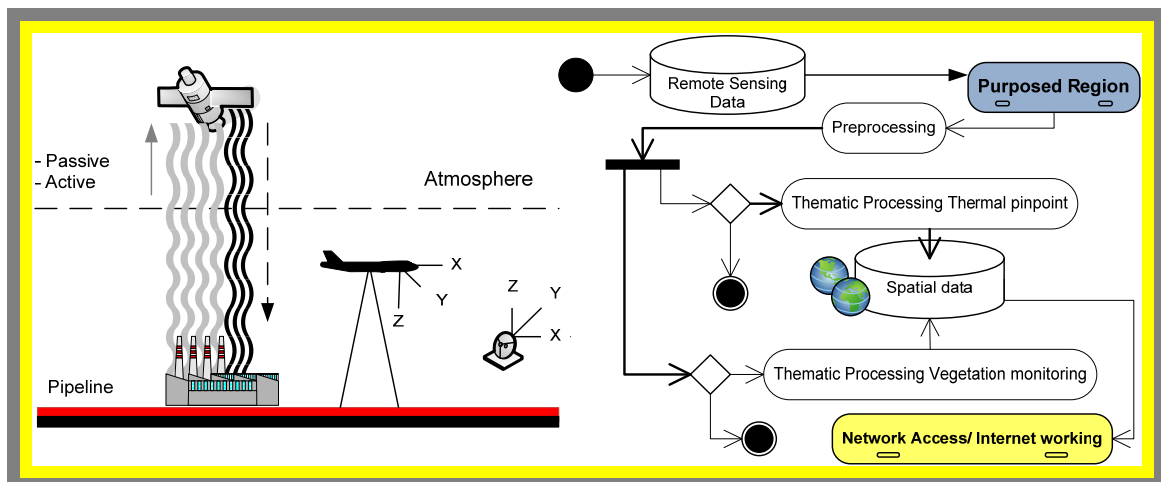 - Passive
- Active
Atmosphere
X
Y
Z
Z
Y
X
Pipeline
Remote Sensing
Data
Purposed Region
Preprocessing
Thematic Processing Thermal pinpoint
Spatial data
Thematic Processing Vegetation monitoring
Network Access/ Internet working